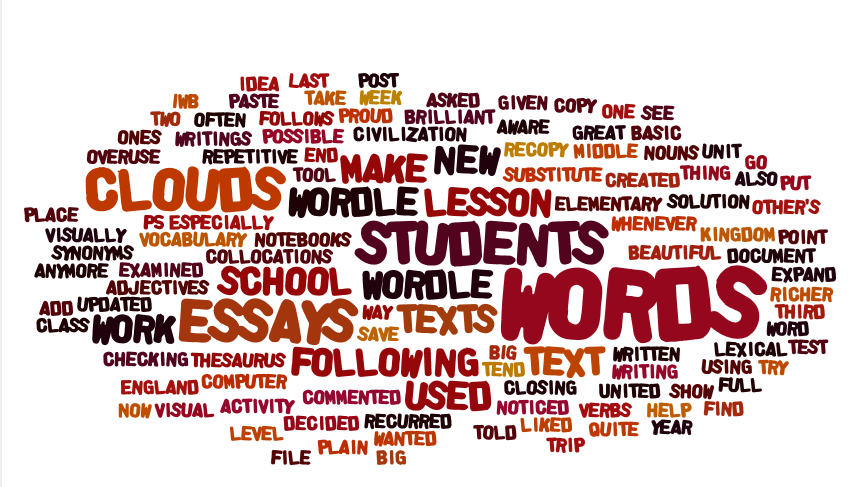 IDEA LAST POST
IWB PASTE TAKE WEEK ASKED GIVEN COPY ONE SEE
TWO OFTEN FOLLOWS PROUD BRILLIANT AWARE GREAT BASIC
ONES WRITINGS POSSIBLE CIVILIZATION
OVERUSE REPETITIVE END MAKE NEW RECOPY MIDDLE NOUNS UNIT GO
CLOUDS TOOL SUBSTITUTE CREATED THING ALSO PUT
WORDLE LESSON ELEMENTARY SOLUTION OTHER'S
PLACE PS ESPECIALLY WHENEVER
VISUALLY VOCABULARY NOTEBOOKS STUDENTS KINGDOM POINT
SYNONYMS COLLOCATIONS BEAUTIFUL DOCUMENT
ANYMORE EXAMINED SCHOOL WORDLE WORDS EXPAND
ADJECTIVES RICHER
ADD UPDATED ESSAYS WAY TEXTS THIRD
CLASS WORK SAVE WORD
CHECKING THESAURUS FOLLOWING BIG TEXT WRITTEN LEXICAL TEST
TEND WRITING USING TRY
ENGLAND COMPUTER USED CLOSING UNITED SHOW FULL
NOW VISUAL ACTIVITY COMMENTED NOTICED VERBS HELP FIND
DECIDED RECURRED
LEVEL WANTED TOLD LIKED QUITE YEAR
PLAIN TRIP
FILE BIG